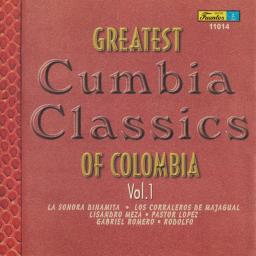 Fuentes
11014
GREATEST
Cumbia
Classics
OF COLOMBIA
Vol.1
LA SONORA DINAMITA • LOS CORRALEROS DE MAJAGUAL
LISANDRO MEZA • PASTOR LOPEZ
GABRIEL ROMERO • RODOLFO